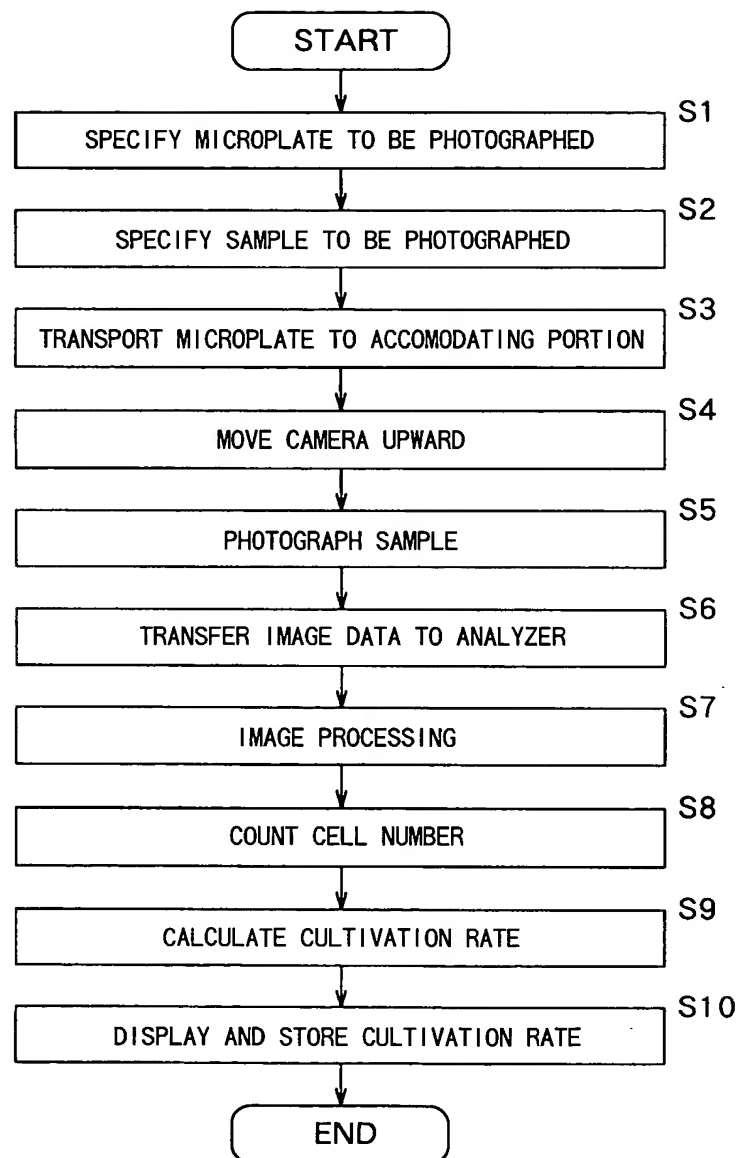 START
S1
SPECIFY MICROPLATE TO BE PHOTOGRAPHED
S2
SPECIFY SAMPLE TO BE PHOTOGRAPHED
S3
TRANSPORT MICROPLATE TO ACCOMODATING PORTION
S4
MOVE CAMERA UPWARD
S5
PHOTOGRAPH SAMPLE
S6
TRANSFER IMAGE DATA TO ANALYZER
S7
IMAGE PROCESSING
S8
COUNT CELL NUMBER
S9
CALCULATE CULTIVATION RATE
S10
DISPLAY AND STORE CULTIVATION RATE
END